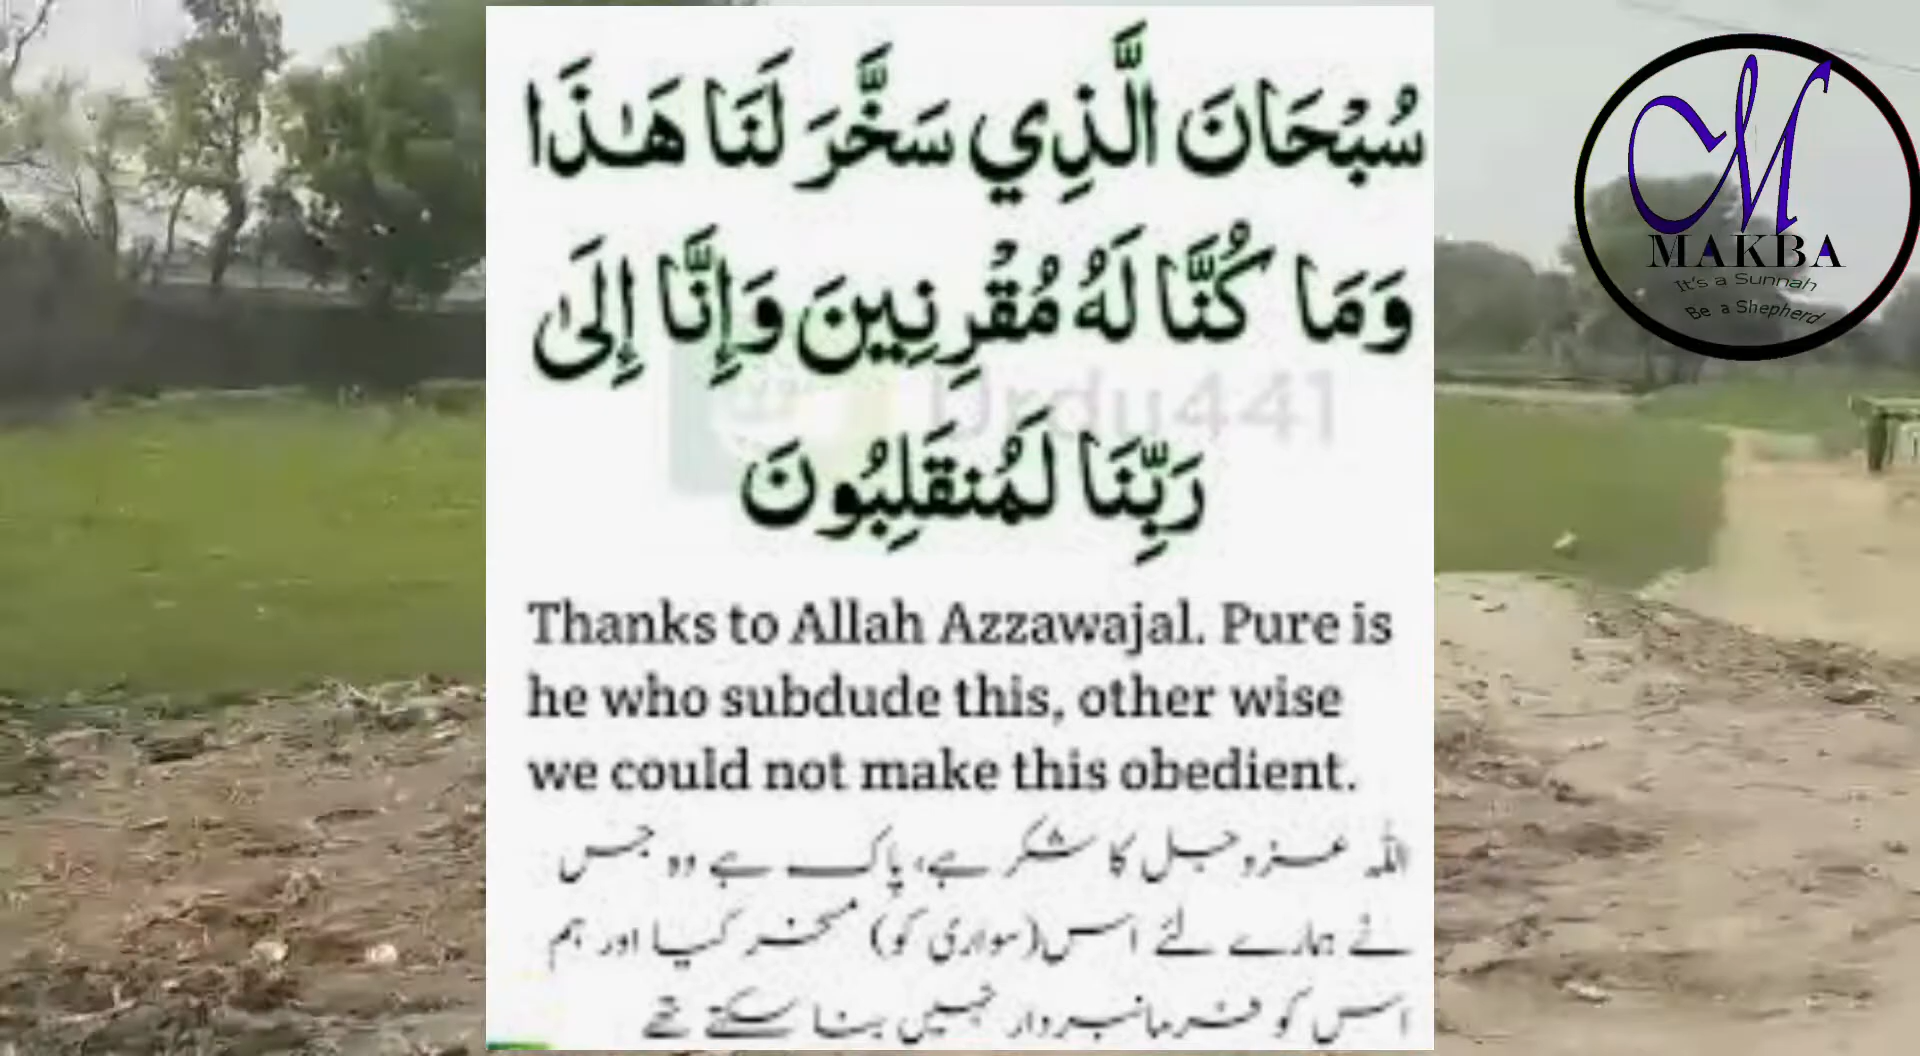 سُبْحَانَ الَّذِي سَخَّرَ لَنَا هَٰذَا
وَمَا كُنَّا لَهُ مُقْرِنِينَ وَإِنَّا إِلَىٰ
رَبِّنَا لَمُنقَلِبُونَ
Urdu441
Thanks to Allah Azzawajal. Pure is
he who subdude this, other wise
we could not make this obedient.
اللہ عزوجل کا شکر ہے، پاک ہے وہ جس
نے ہمارے لئے اس(سواری کو) مسخر کیا اور ہم
اس کو فرمانبردار نہیں بنا سکتے تھے
M
MAKBA
It's a Sunnah
Be a Shepherd